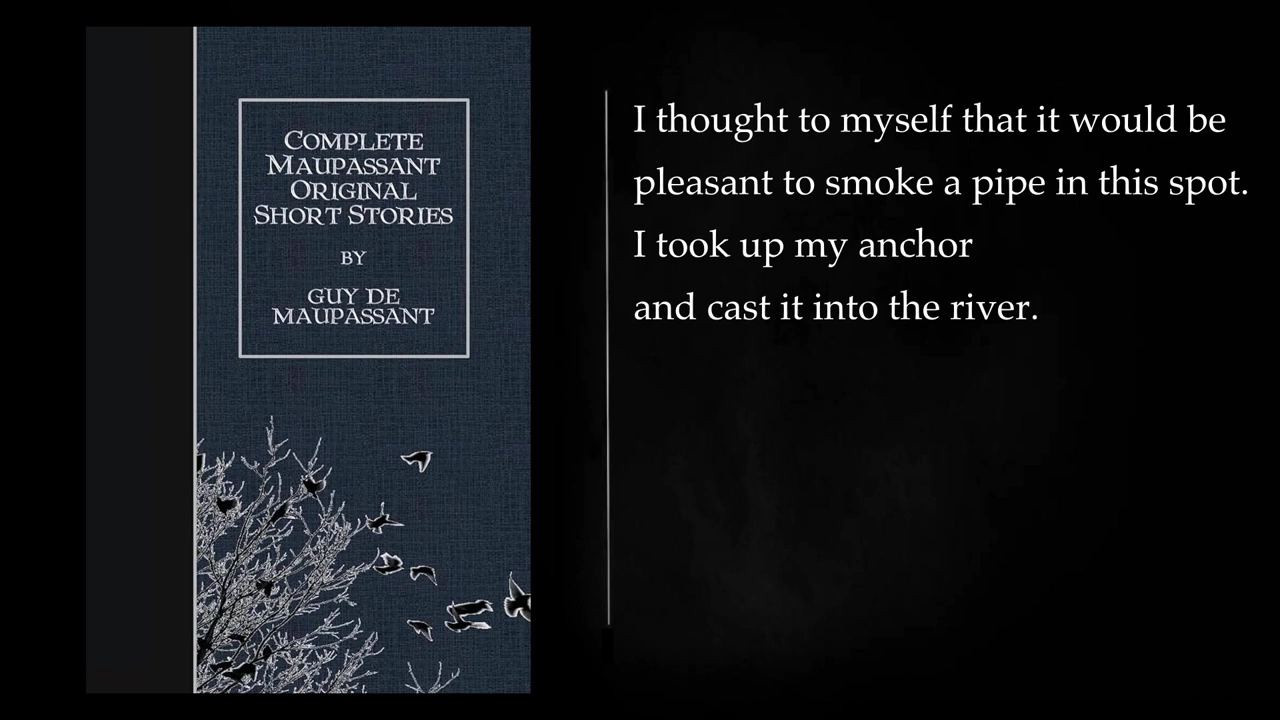 COMPLETE
MAUPASSANT
ORIGINAL
SHORT STORIES
BY
GUY DE
MAUPASSANT
I thought to myself that it would be
pleasant to smoke a pipe in this spot.
I took up my anchor
and cast it into the river.